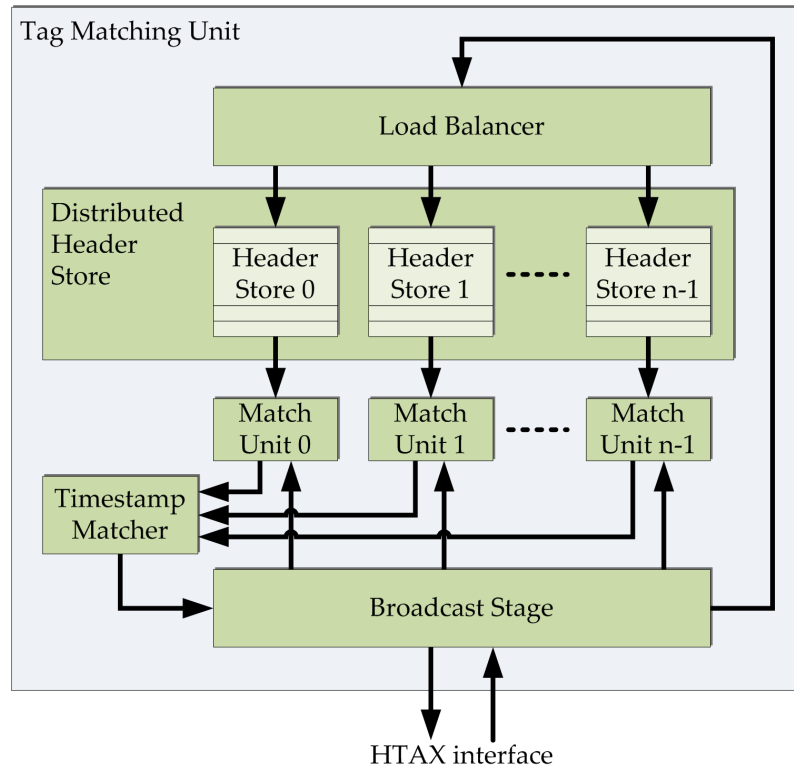 Tag Matching Unit
Load Balancer
Distributed
Header
Store
Header
Store 0
Header
Store 1
Header
Store n-1
Match
Unit 0
Match
Unit 1
Match
Unit n-1
Timestamp
Matcher
Broadcast Stage
HTAX interface